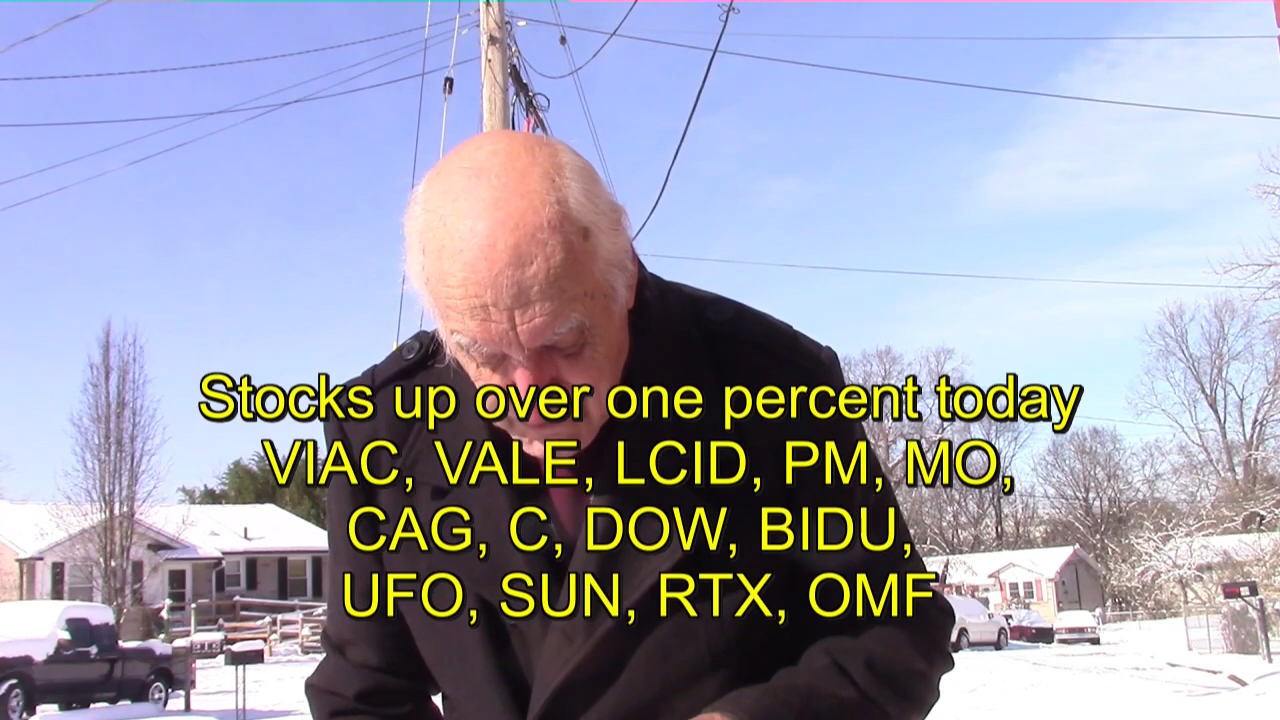 Stocks up over one percent today
VIAC, VALE, LCID, PM, MO,
CAG, C, DOW, BIDU,
UFO, SUN, RTX, OMF